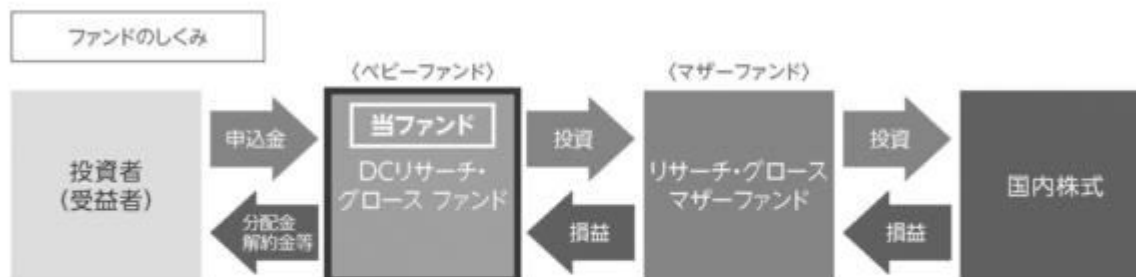 ファンドのしくみ
〈ベビーファンド〉
〈マザーファンド〉
投資者
(受益者)
申込金
分配金
解約金等
当ファンド
DCリサーチ・
グロース ファンド
投資
損益
リサーチ・グロース
マザーファンド
投資
損益
国内株式